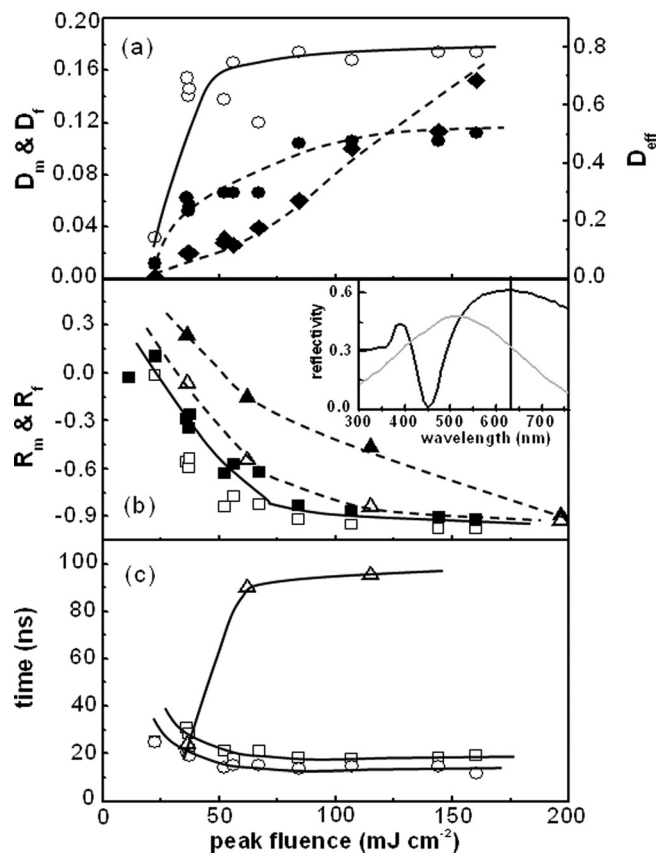 (a)
0.20
0.16
0.12
0.08
0.04
0.00
D_m & D_f
0.8
0.6
0.4
0.2
0.0
D_eff
(b)
0.3
0.0
-0.3
-0.6
-0.9
R_m & R_f
0.6
0.3
0.0
reflectivity
300 400 500 600 700
wavelength (nm)
(c)
100
80
60
40
20
0
time (ns)
0 50 100 150 200
peak fluence (mJ cm⁻²)